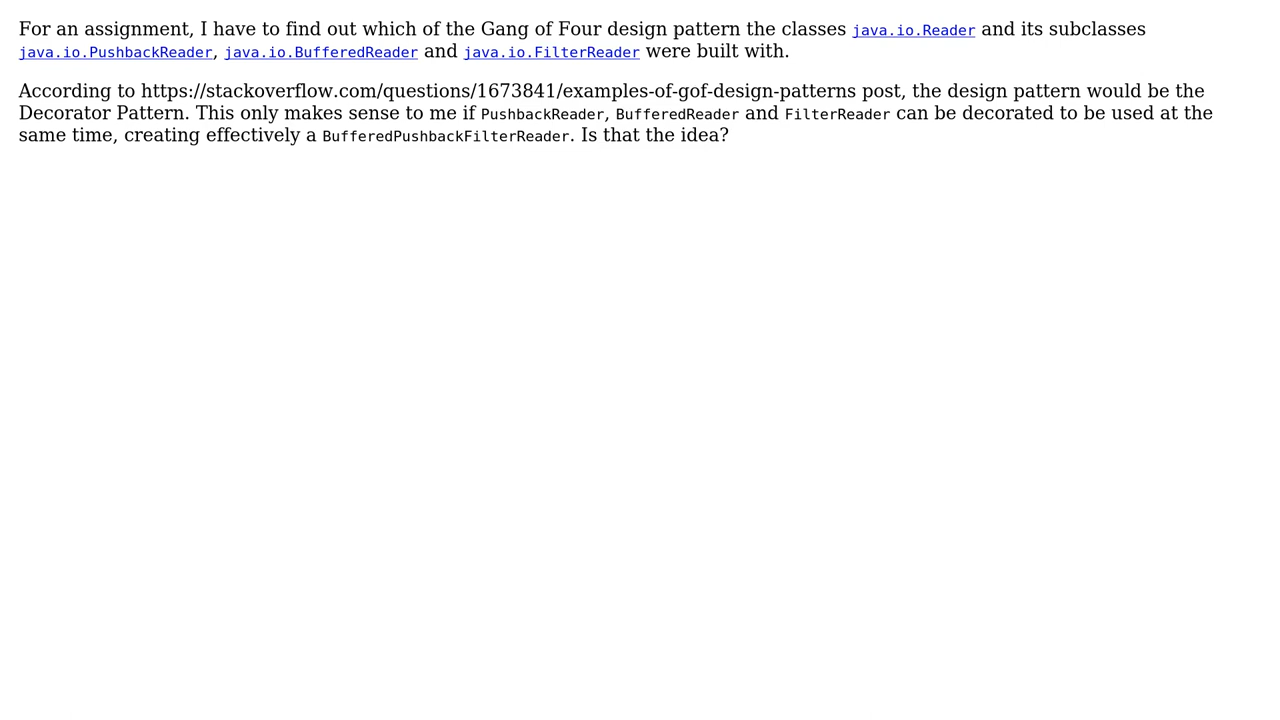 For an assignment, I have to find out which of the Gang of Four design pattern the classes java.io.Reader and its subclasses
java.io.PushbackReader, java.io.BufferedReader and java.io.FilterReader were built with.
According to https://stackoverflow.com/questions/1673841/examples-of-gof-design-patterns post, the design pattern would be the
Decorator Pattern. This only makes sense to me if PushbackReader, BufferedReader and FilterReader can be decorated to be used at the
same time, creating effectively a BufferedPushbackFilterReader. Is that the idea?